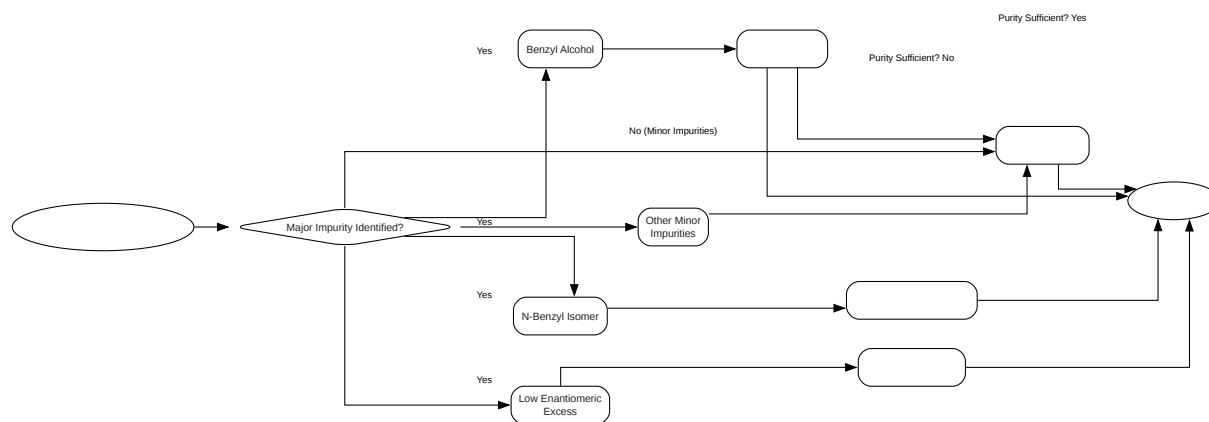 Purity Sufficient? Yes
Yes
Benzyl Alcohol
Purity Sufficient? No
No (Minor Impurities)
Major Impurity Identified?
Yes
Other Minor
Impurities
Yes
N-Benzyl Isomer
Yes
Low Enantiomeric
Excess